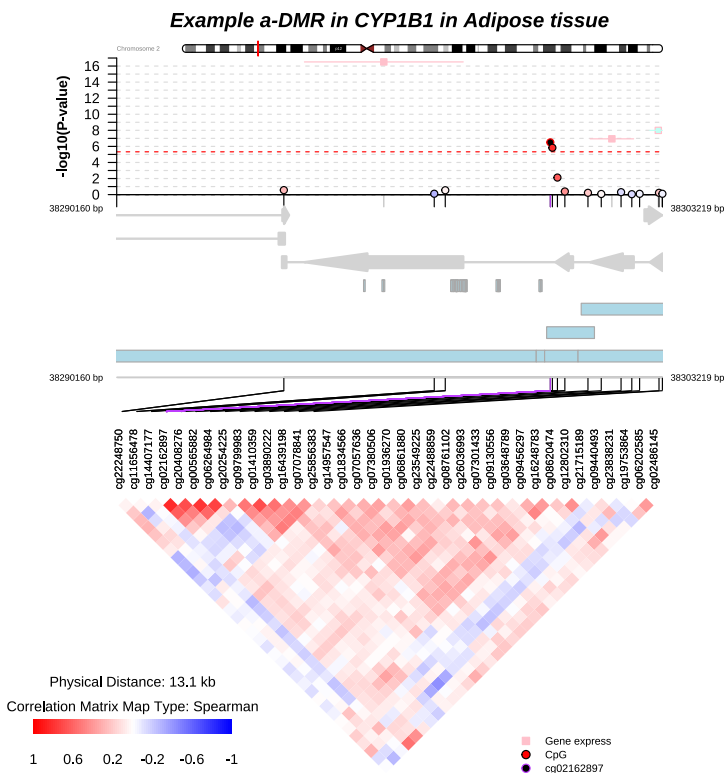 Example a-DMR in CYP1B1 in Adipose tissue
Chromosome 2
p12
-log10(P-value)
16
14
12
10
8
6
4
2
0
38290160 bp
38303219 bp
38290160 bp
38303219 bp
cg22248750
cg11656478
cg14407177
cg02162897
cg20408276
cg00565882
cg06264984
cg20254225
cg09799983
cg01410359
cg03890222
cg16439198
cg07078841
cg25856383
cg14957547
cg01834566
cg07057636
cg07380506
cg01936270
cg06861880
cg23549225
cg22488859
cg08761102
cg26036993
cg07301433
cg09130556
cg03648789
cg09456297
cg16248783
cg08620474
cg12802310
cg21715189
cg09440493
cg23838231
cg19753864
cg06202585
cg02486145
Physical Distance: 13.1 kb
Correlation Matrix Map Type: Spearman
1 0.6 0.2 -0.2 -0.6 -1
Gene express
CpG
cg02162897